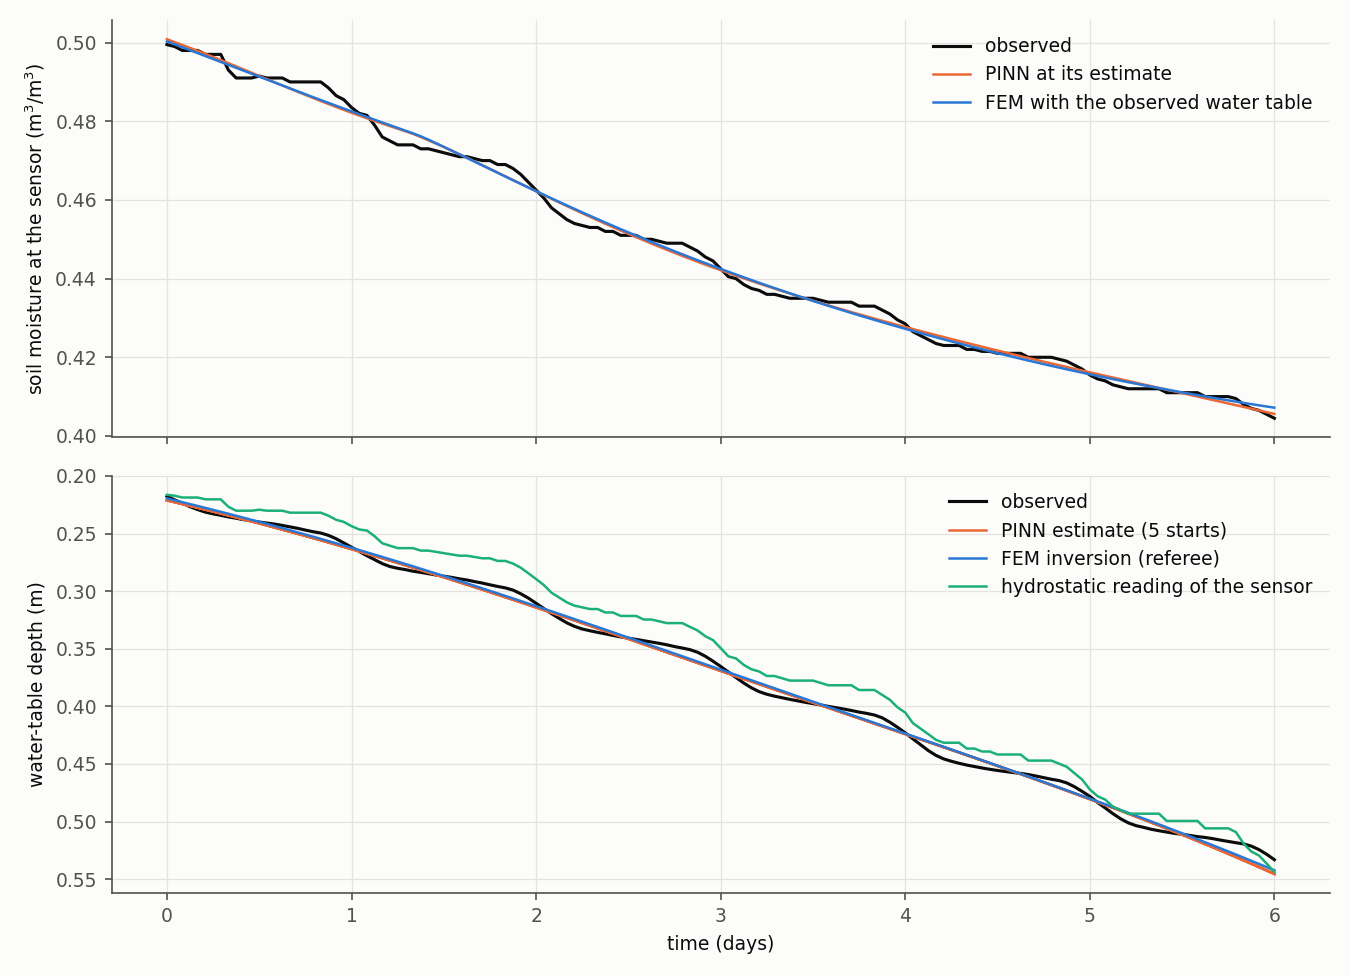 soil moisture at the sensor (m³/m³)
0.50
0.48
0.46
0.44
0.42
0.40
observed
PINN at its estimate
FEM with the observed water table
water-table depth (m)
0.20
0.25
0.30
0.35
0.40
0.45
0.50
0.55
observed
PINN estimate (5 starts)
FEM inversion (referee)
hydrostatic reading of the sensor
0 1 2 3 4 5 6
time (days)